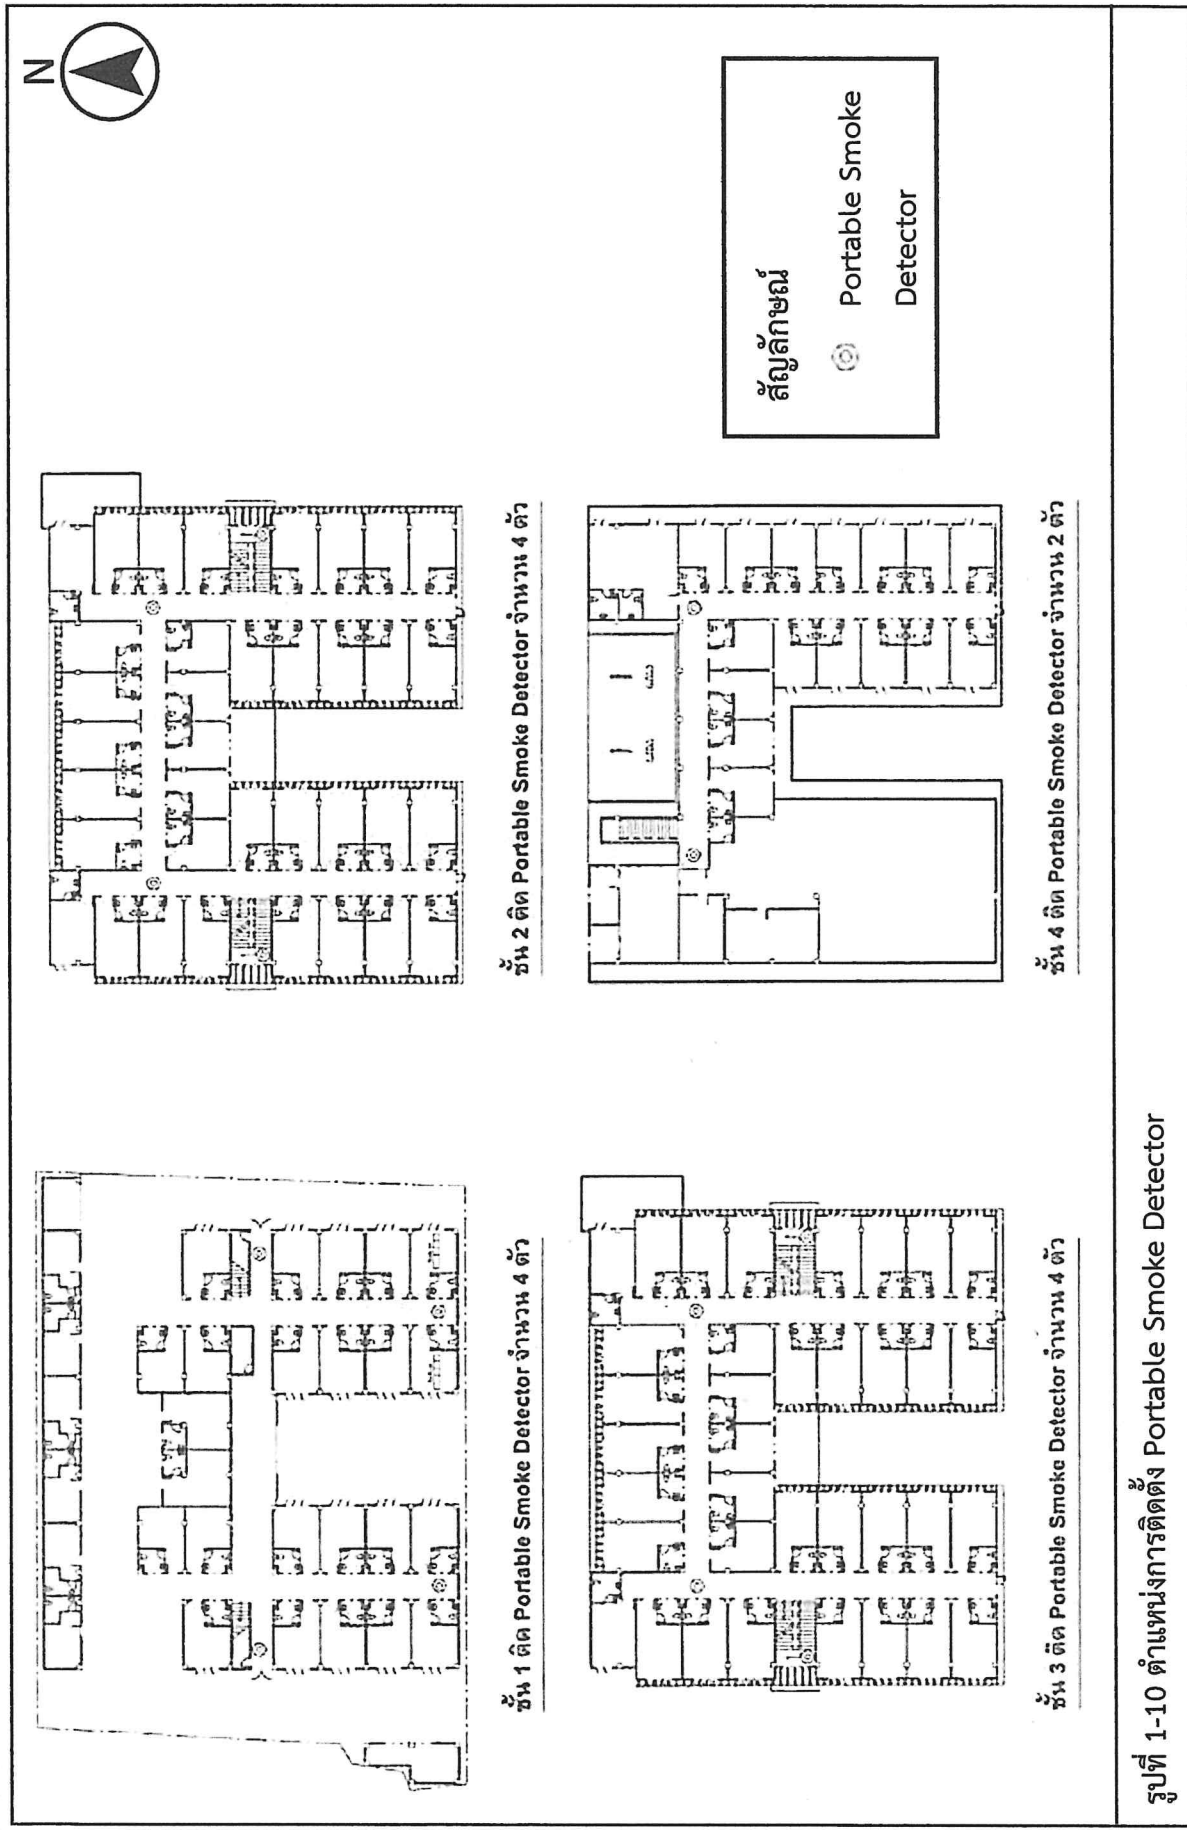 N
ชั้น 1 ติด Portable Smoke Detector จำนวน 4 ตัว
ชั้น 2 ติด Portable Smoke Detector จำนวน 4 ตัว
ชั้น 3 ติด Portable Smoke Detector จำนวน 4 ตัว
ชั้น 4 ติด Portable Smoke Detector จำนวน 2 ตัว
สัญลักษณ์
Portable Smoke
Detector
รูปที่ 1-10 ตำแหน่งการติดตั้ง Portable Smoke Detector